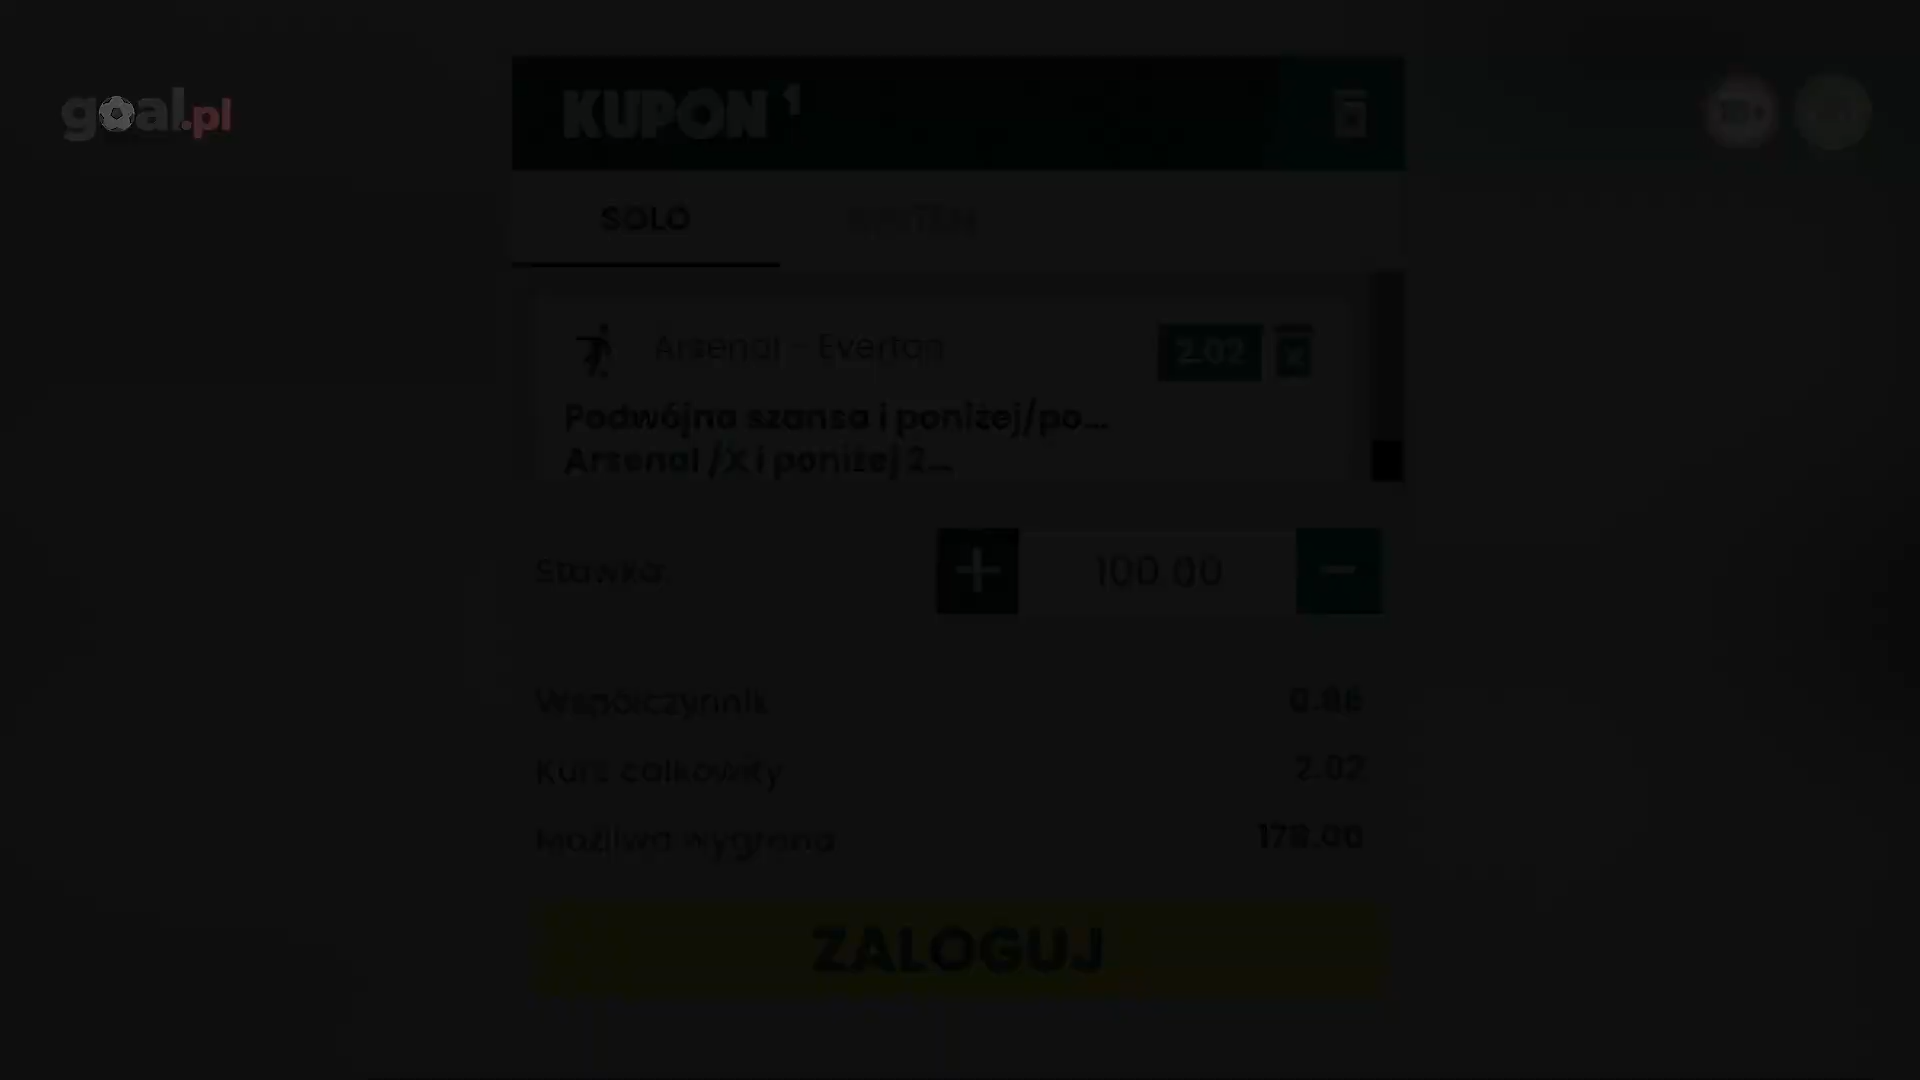 goal.pl
KUPON 1
SOLO
Arsenal - Everton
2.02
Podwójna szansa i poniżej/po...
Arsenal /X i poniżej 2...
Stawka
100.00
Współczynnik
0.88
Kurs całkowity
2.02
Możliwa wygrana
178.00
ZALOGUJ